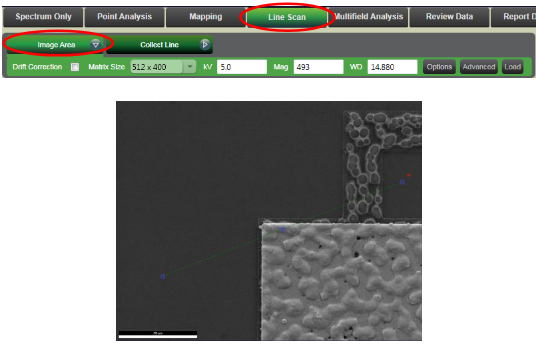 Spectrum Only Point Analysis Mapping Line Scan Multifield Analysis Review Data Report D
Image Area Collect Line
Drift Correction Matrix Size 512 x 400 kV 5.0 Mag 493 WD 14.880 Options Advanced Load